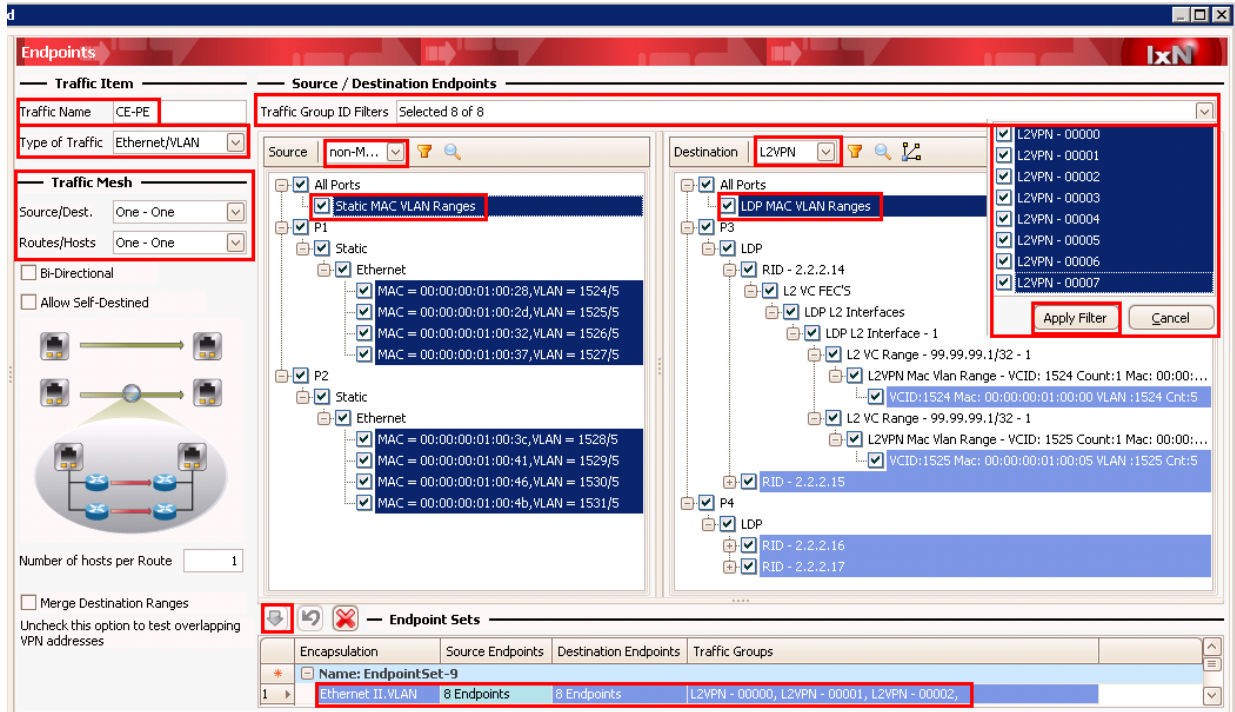 d
Endpoints
IxN
Traffic Item
Source / Destination Endpoints
Traffic Name CE-PE
Traffic Group ID Filters Selected 8 of 8
Type of Traffic Ethernet/VLAN
L2VPN - 00000
L2VPN - 00001
L2VPN - 00002
L2VPN - 00003
L2VPN - 00004
L2VPN - 00005
L2VPN - 00006
L2VPN - 00007
Apply Filter Cancel
Traffic Mesh
Source/Dest. One - One
Routes/Hosts One - One
Bi-Directional
Allow Self-Destined
Number of hosts per Route 1
Merge Destination Ranges
Uncheck this option to test overlapping
VPN addresses
Source non-M...
All Ports
Static MAC VLAN Ranges
P1
Static
Ethernet
MAC = 00:00:00:01:00:28,VLAN = 1524/5
MAC = 00:00:00:01:00:2d,VLAN = 1525/5
MAC = 00:00:00:01:00:32,VLAN = 1526/5
MAC = 00:00:00:01:00:37,VLAN = 1527/5
P2
Static
Ethernet
MAC = 00:00:00:01:00:3c,VLAN = 1528/5
MAC = 00:00:00:01:00:41,VLAN = 1529/5
MAC = 00:00:00:01:00:46,VLAN = 1530/5
MAC = 00:00:00:01:00:4b,VLAN = 1531/5
Destination L2VPN
All Ports
LDP MAC VLAN Ranges
P3
LDP
RID - 2.2.2.14
L2 VC FEC'S
LDP L2 Interfaces
LDP L2 Interface - 1
L2 VC Range - 99.99.99.1/32 - 1
L2VPN Mac Vlan Range - VCID: 1524 Count:1 Mac: 00:00:...
VCID:1524 Mac: 00:00:00:01:00:00 VLAN :1524 Cnt:5
L2 VC Range - 99.99.99.1/32 - 1
L2VPN Mac Vlan Range - VCID: 1525 Count:1 Mac: 00:00:...
VCID:1525 Mac: 00:00:00:01:00:05 VLAN :1525 Cnt:5
RID - 2.2.2.15
P4
LDP
RID - 2.2.2.16
RID - 2.2.2.17
Endpoint Sets
Encapsulation Source Endpoints Destination Endpoints Traffic Groups
Name: EndpointSet-9
1 Ethernet II.VLAN 8 Endpoints 8 Endpoints L2VPN - 00000, L2VPN - 00001, L2VPN - 00002,